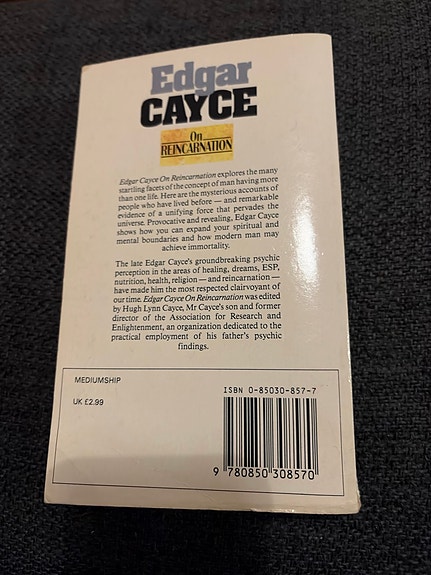 Edgar
CAYCE
On
REINCARNATION
Edgar Cayce On Reincarnation explores the many
startling facets of the concept of man having more
than one life. Here are the mysterious accounts of
people who have lived before — and remarkable
evidence of a unifying force that pervades the
universe. Provocative and revealing, Edgar Cayce
shows how you can expand your spiritual and
mental boundaries and how modern man may
achieve immortality.
The late Edgar Cayce's groundbreaking psychic
perception in the areas of healing, dreams, ESP,
nutrition, health, religion — and reincarnation —
have made him the most respected clairvoyant of
our time. Edgar Cayce On Reincarnation was edited
by Hugh Lynn Cayce, Mr Cayce's son and former
director of the Association for Research and
Enlightenment, an organization dedicated to the
practical employment of his father's psychic
findings.
MEDIUMSHIP
UK £2.99
ISBN 0-85030-857-7
9 780850 308570